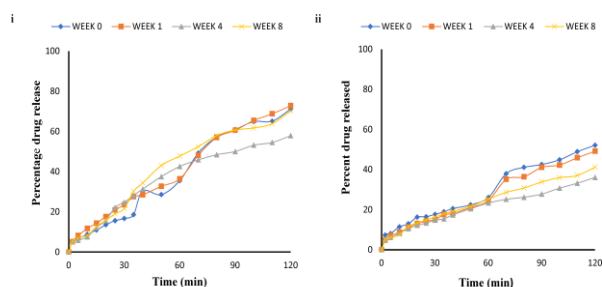 i
WEEK 0 WEEK 1 WEEK 4 WEEK 8
100
80
60
40
20
0
0 30 60 90 120
Percentage drug release
Time (min)
ii
WEEK 0 WEEK 1 WEEK 4 WEEK 8
100
80
60
40
20
0
0 30 60 90 120
Percent drug released
Time (min)